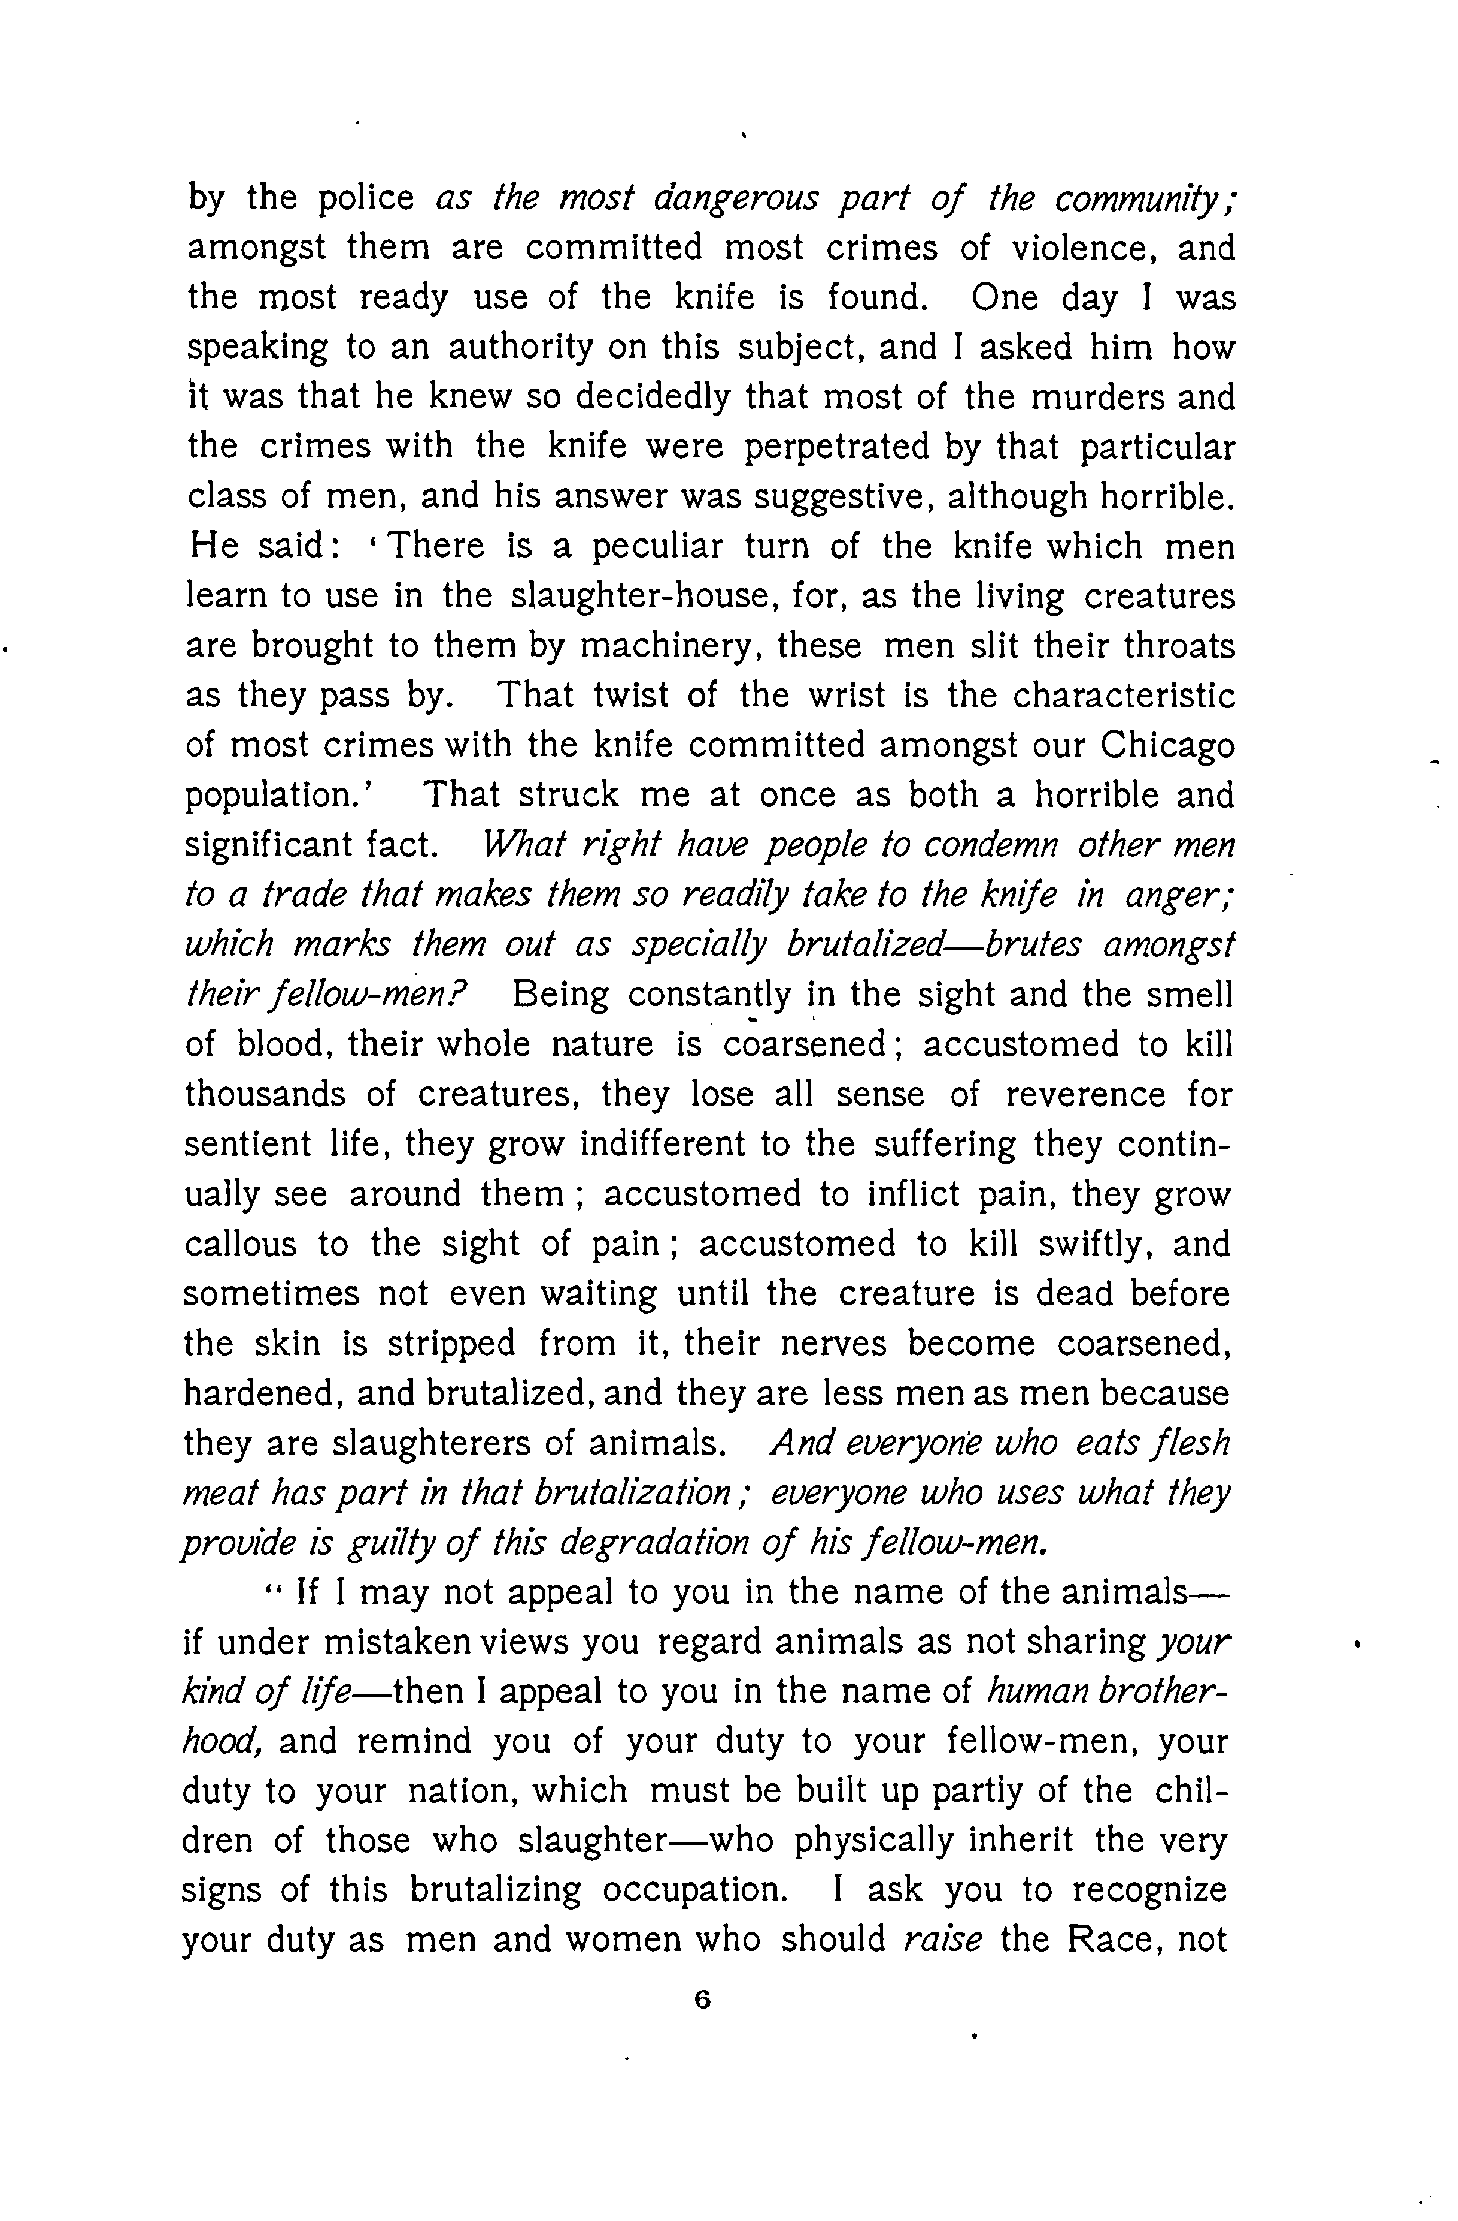 by the police as the most dangerous part of the community;
amongst them are committed most crimes of violence, and
the most ready use of the knife is found. One day I was
speaking to an authority on this subject, and I asked him how
it was that he knew so decidedly that most of the murders and
the crimes with the knife were perpetrated by that particular
class of men, and his answer was suggestive, although horrible.
He said: ‘There is a peculiar turn of the knife which men
learn to use in the slaughter-house, for, as the living creatures
are brought to them by machinery, these men slit their throats
as they pass by. That twist of the wrist is the characteristic
of most crimes with the knife committed amongst our Chicago
population.’ That struck me at once as both a horrible and
significant fact. What right have people to condemn other men
to a trade that makes them so readily take to the knife in anger;
which marks them out as specially brutalized—brutes amongst
their fellow-men? Being constantly in the sight and the smell
of blood, their whole nature is coarsened; accustomed to kill
thousands of creatures, they lose all sense of reverence for
sentient life, they grow indifferent to the suffering they contin-
ually see around them; accustomed to inflict pain, they grow
callous to the sight of pain; accustomed to kill swiftly, and
sometimes not even waiting until the creature is dead before
the skin is stripped from it, their nerves become coarsened,
hardened, and brutalized, and they are less men as men because
they are slaughterers of animals. And everyone who eats flesh
meat has part in that brutalization; everyone who uses what they
provide is guilty of this degradation of his fellow-men.
“ If I may not appeal to you in the name of the animals—
if under mistaken views you regard animals as not sharing your
kind of life—then I appeal to you in the name of human brother-
hood, and remind you of your duty to your fellow-men, your
duty to your nation, which must be built up partly of the chil-
dren of those who slaughter—who physically inherit the very
signs of this brutalizing occupation. I ask you to recognize
your duty as men and women who should raise the Race, not
6